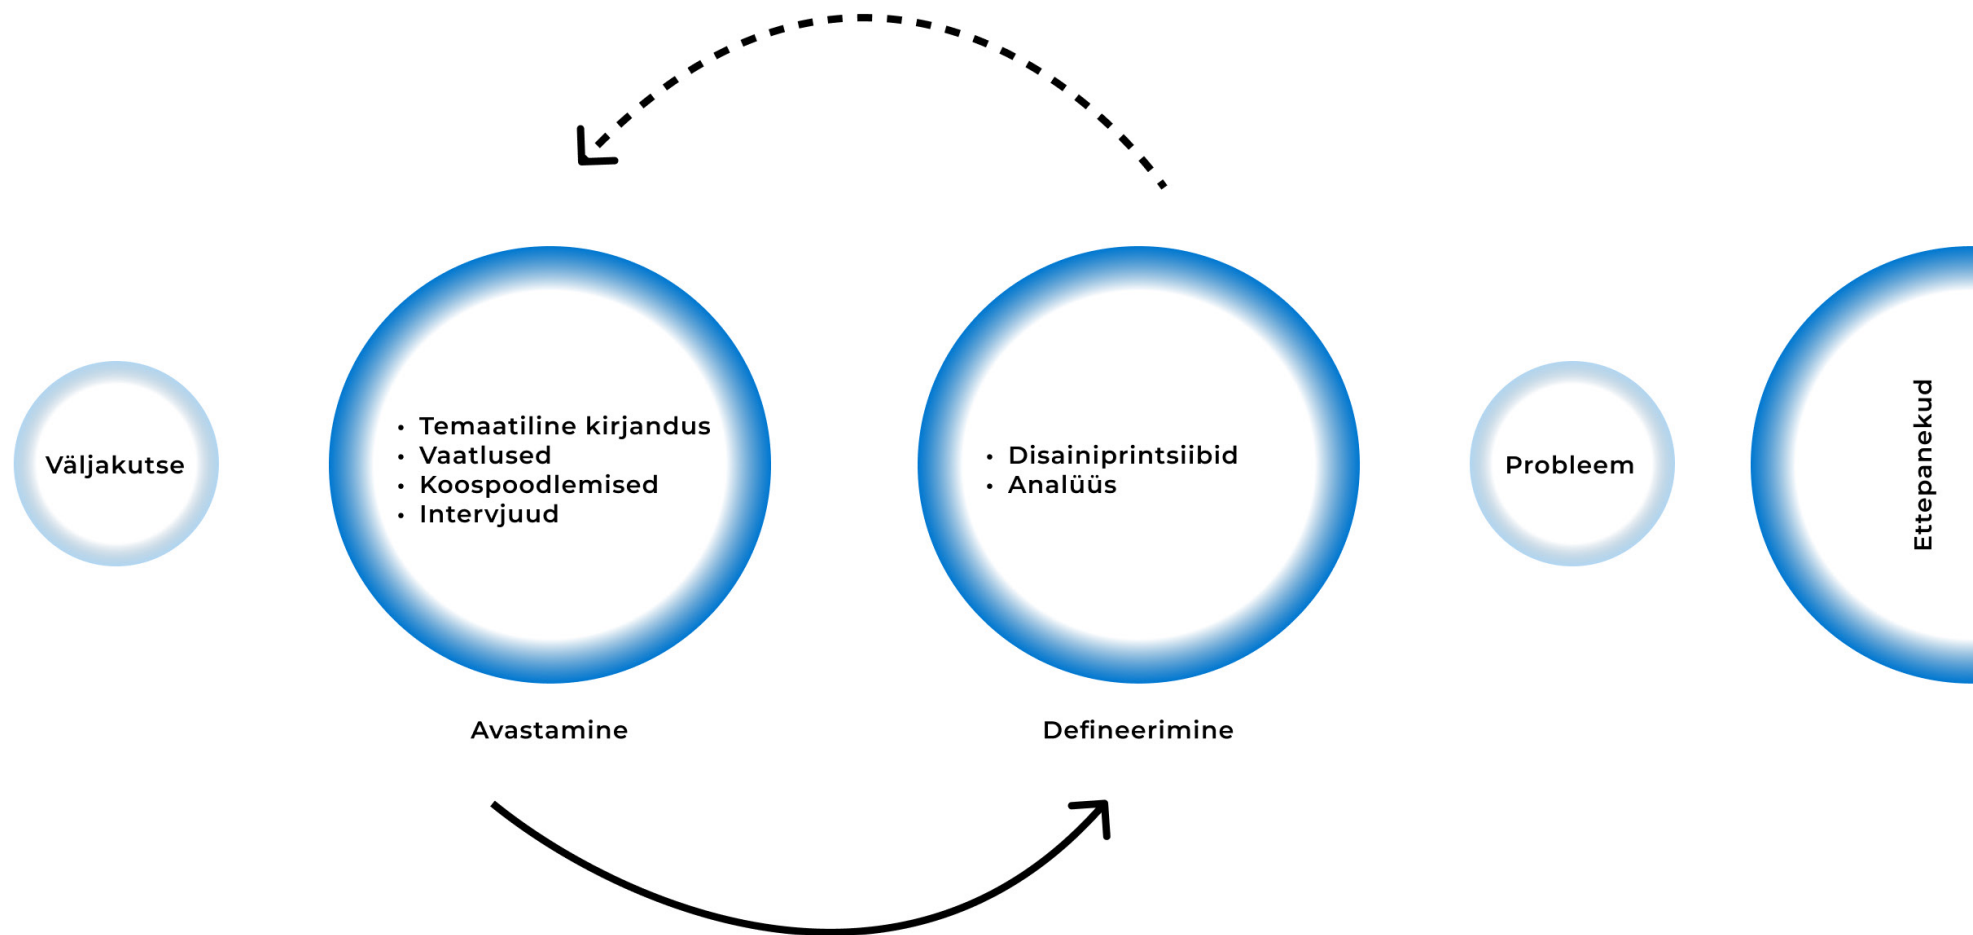 Väljakutse
• Temaatiline kirjandus
• Vaatlused
• Koospoodlemised
• Intervjuud
Avastamine
• Disainiprintsiibid
• Analüüs
Defineerimine
Probleem
Ettepanekud